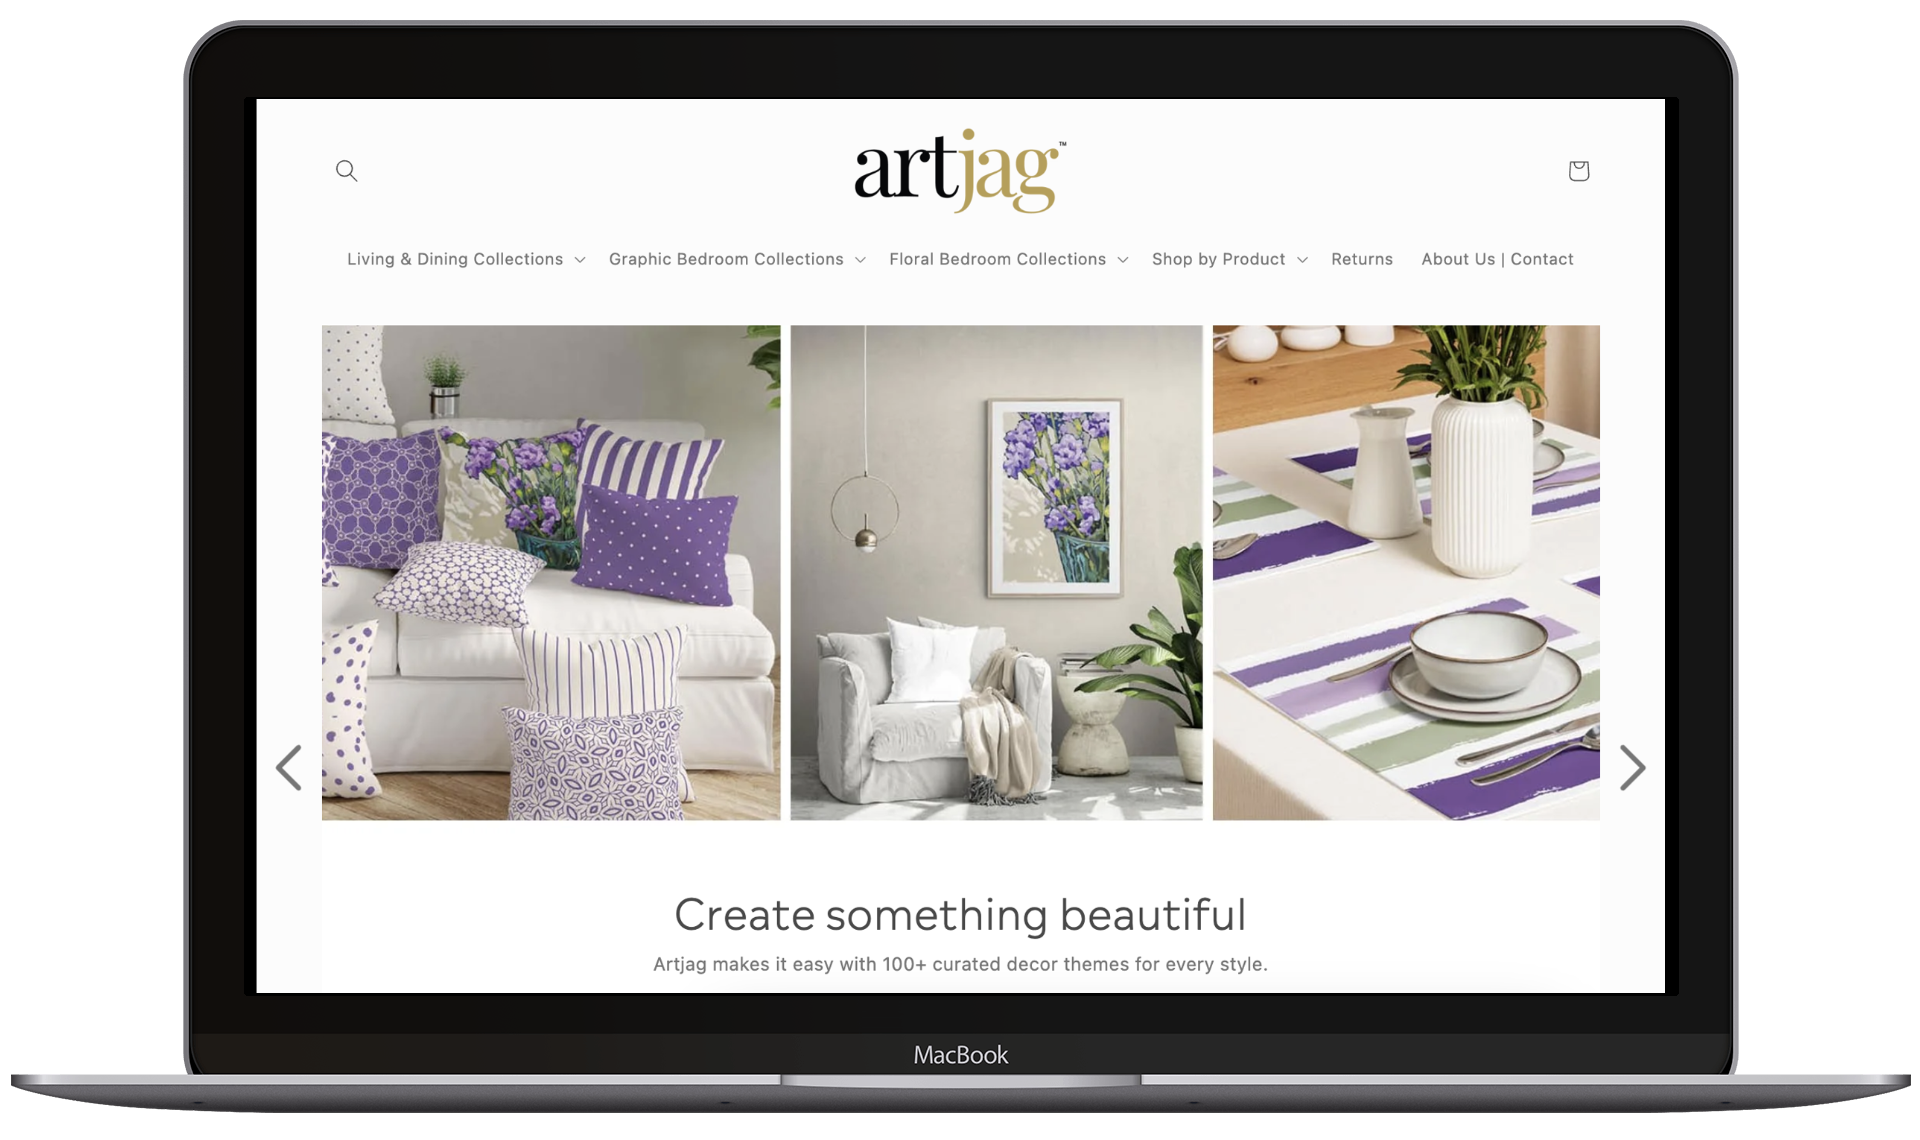 artjag™
Living & Dining Collections
Graphic Bedroom Collections
Floral Bedroom Collections
Shop by Product
Returns
About Us | Contact
Create something beautiful
Artjag makes it easy with 100+ curated decor themes for every style.
MacBook